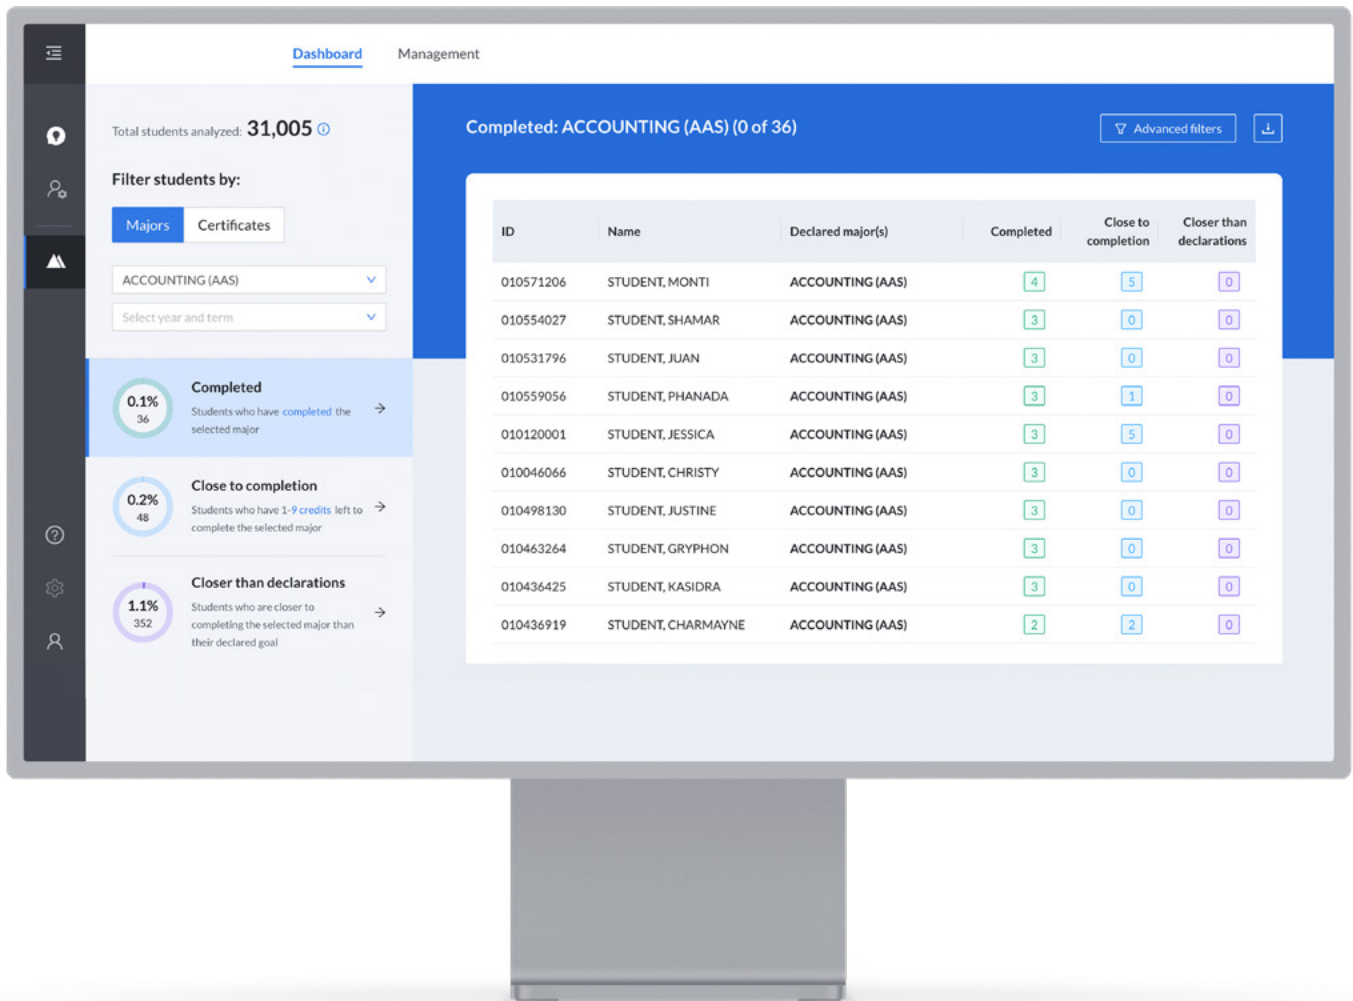 Dashboard Management
Total students analyzed: 31,005
Filter students by:
Majors Certificates
ACCOUNTING (AAS)
Select year and term
0.1%
36
Completed
Students who have completed the
selected major
0.2%
48
Close to completion
Students who have 1-9 credits left to
complete the selected major
1.1%
352
Closer than declarations
Students who are closer to
completing the selected major than
their declared goal
Completed: ACCOUNTING (AAS) (0 of 36)
Advanced filters
ID Name Declared major(s) Completed Close to completion Closer than declarations
010571206 STUDENT, MONTI ACCOUNTING (AAS) 4 5 0
010554027 STUDENT, SHAMAR ACCOUNTING (AAS) 3 0 0
010531796 STUDENT, JUAN ACCOUNTING (AAS) 3 0 0
010559056 STUDENT, PHANADA ACCOUNTING (AAS) 3 1 0
010120001 STUDENT, JESSICA ACCOUNTING (AAS) 3 5 0
010046066 STUDENT, CHRISTY ACCOUNTING (AAS) 3 0 0
010498130 STUDENT, JUSTINE ACCOUNTING (AAS) 3 0 0
010463264 STUDENT, GRYPHON ACCOUNTING (AAS) 3 0 0
010436425 STUDENT, KASIDRA ACCOUNTING (AAS) 3 0 0
010436919 STUDENT, CHARMAYNE ACCOUNTING (AAS) 2 2 0